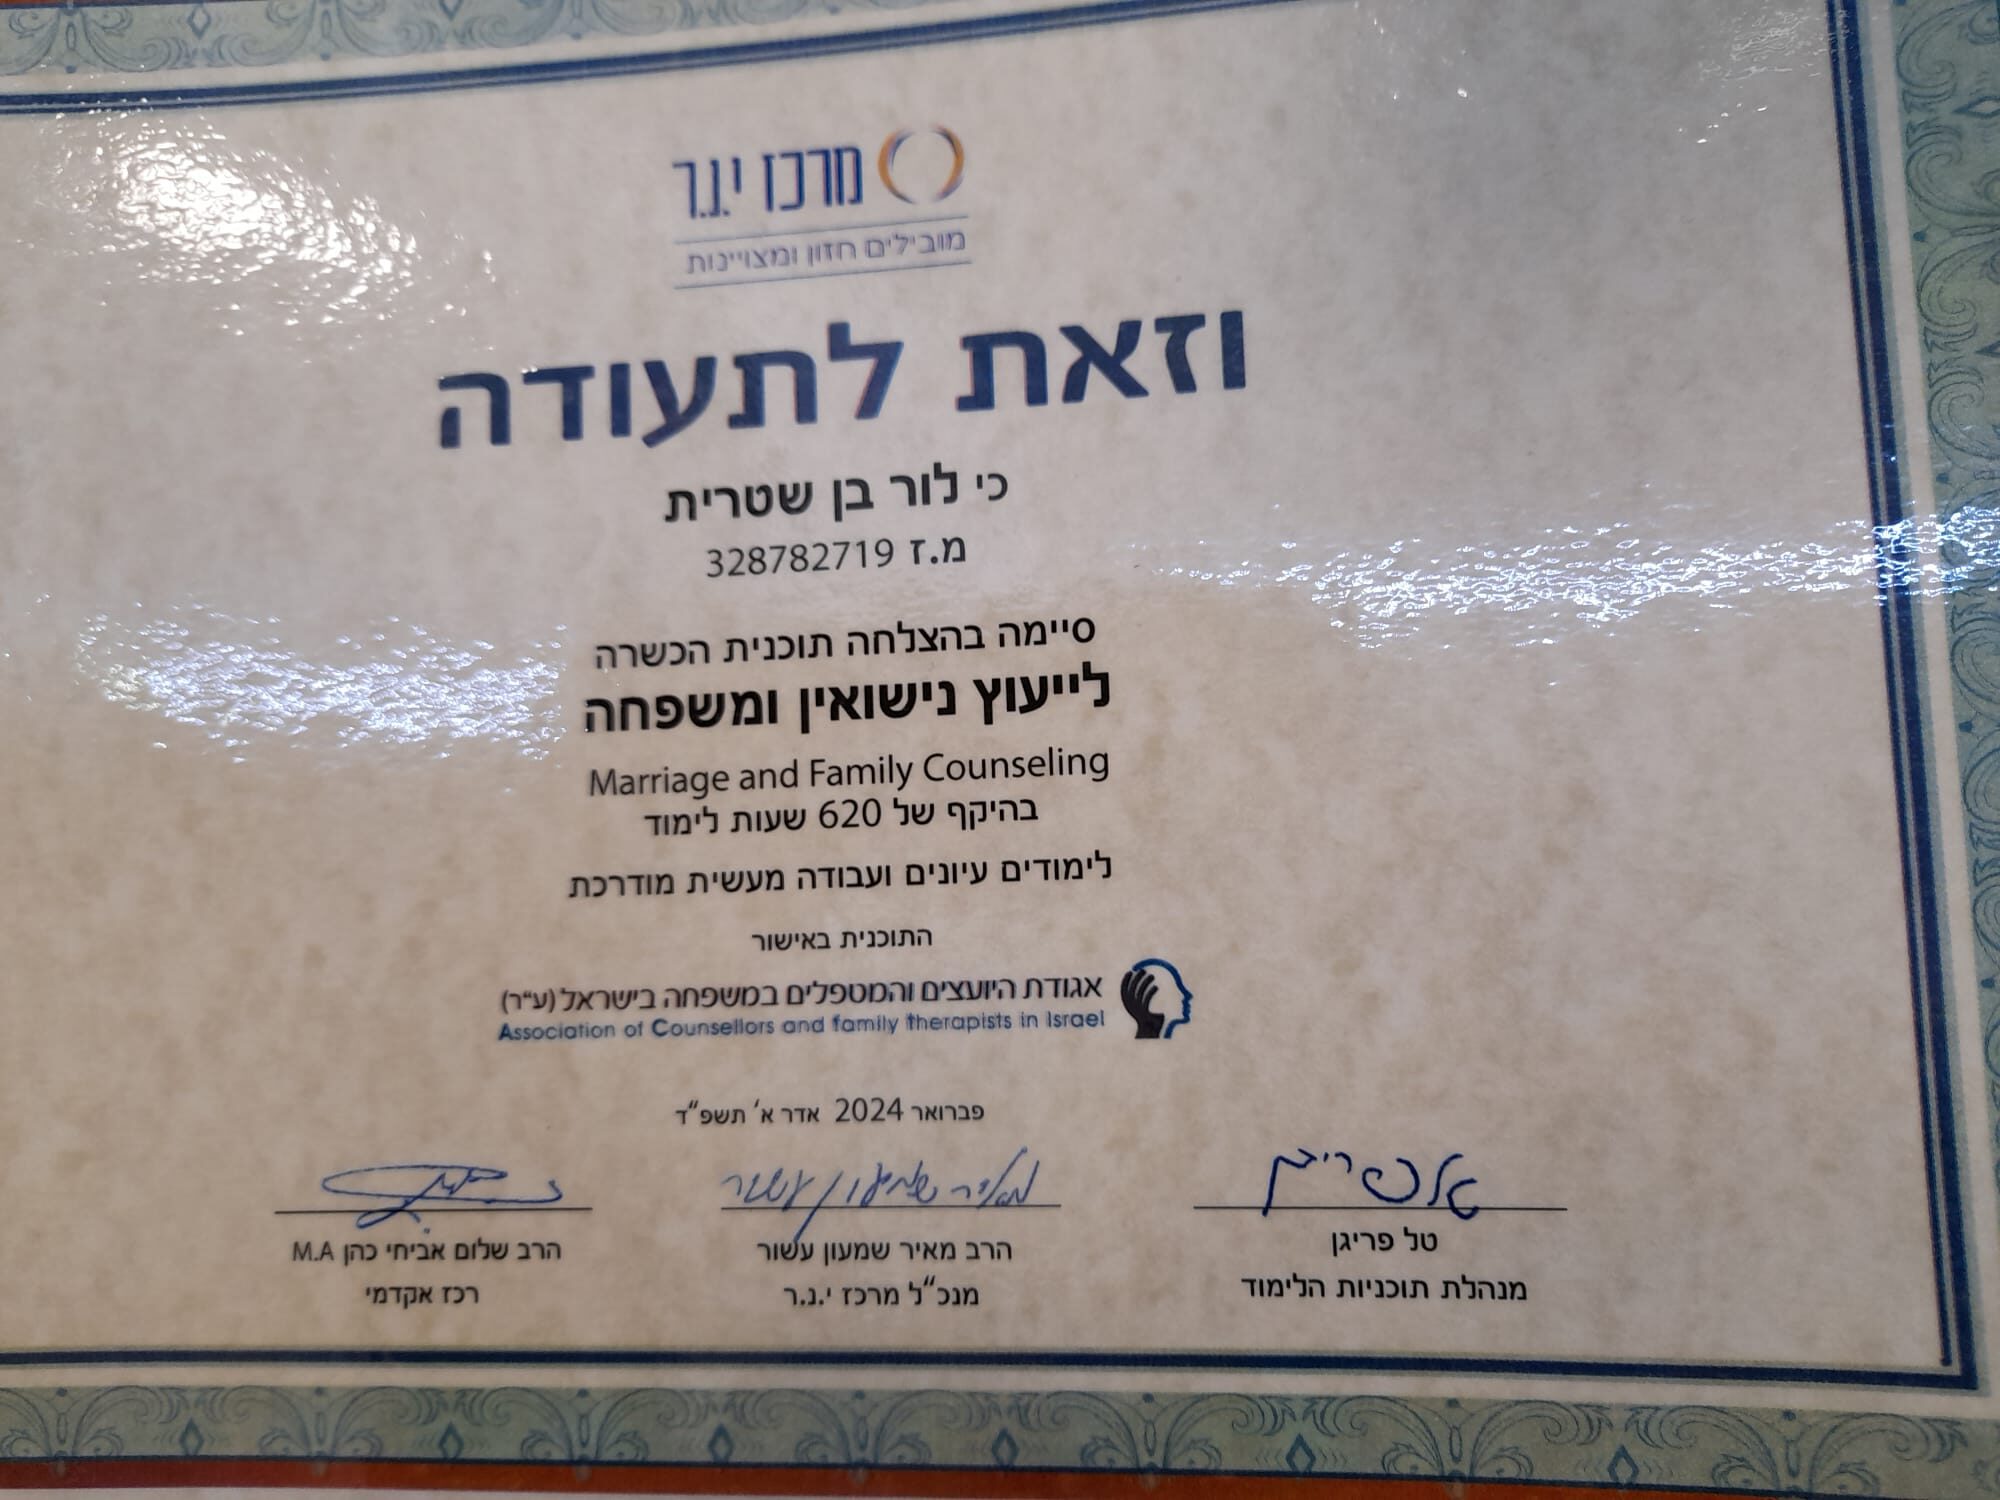 מרכז י.נ.ר
מובילים חזון ומצויינות
וזאת לתעודה
כי לור בן שטרית
מ.ז 328782719
סיימה בהצלחה תוכנית הכשרה
לייעוץ נישואין ומשפחה
Marriage and Family Counseling
בהיקף של 620 שעות לימוד
לימודים עיונים ועבודה מעשית מודרכת
התוכנית באישור
אגודת היועצים והמטפלים במשפחה בישראל (ע"ר)
Association of Counsellors and family therapists in Israel
פברואר 2024 אדר א' תשפ"ד
טל פריגן
מאיר שמעון עשור
טל פריגן
מנהלת תוכניות הלימוד
הרב מאיר שמעון עשור
מנכ"ל מרכז י.נ.ר
הרב שלום אביחי כהן M.A
רכז אקדמי